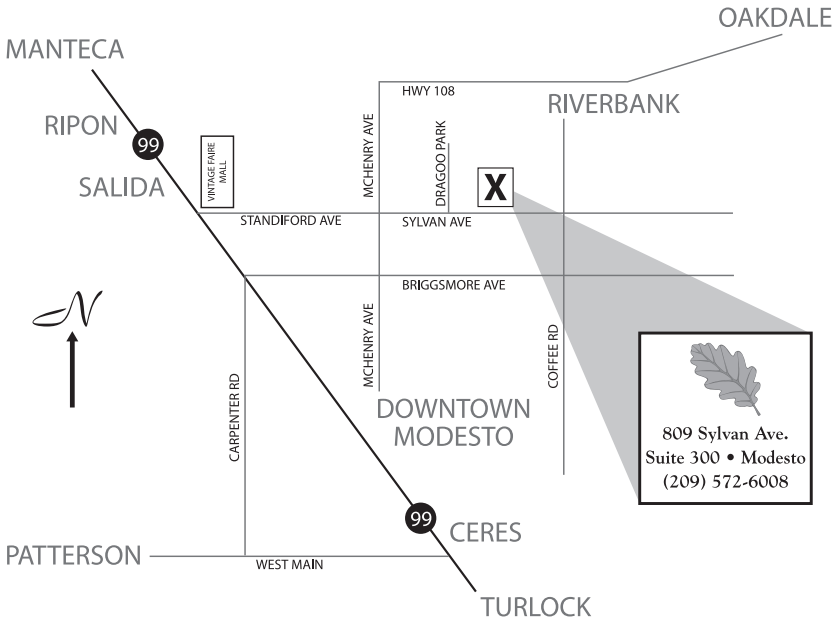 OAKDALE
MANTECA
HWY 108
RIVERBANK
RIPON
99
VINTAGE FAIRE
MALL
MCHENRY AVE
DRAGOO PARK
X
SALIDA
STANDIFORD AVE
SYLVAN AVE
BRIGGSMORE AVE
N
MCHENRY AVE
COFFEE RD
CARPENTER RD
DOWNTOWN
MODESTO
809 Sylvan Ave.
Suite 300 • Modesto
(209) 572-6008
99
CERES
PATTERSON
WEST MAIN
TURLOCK